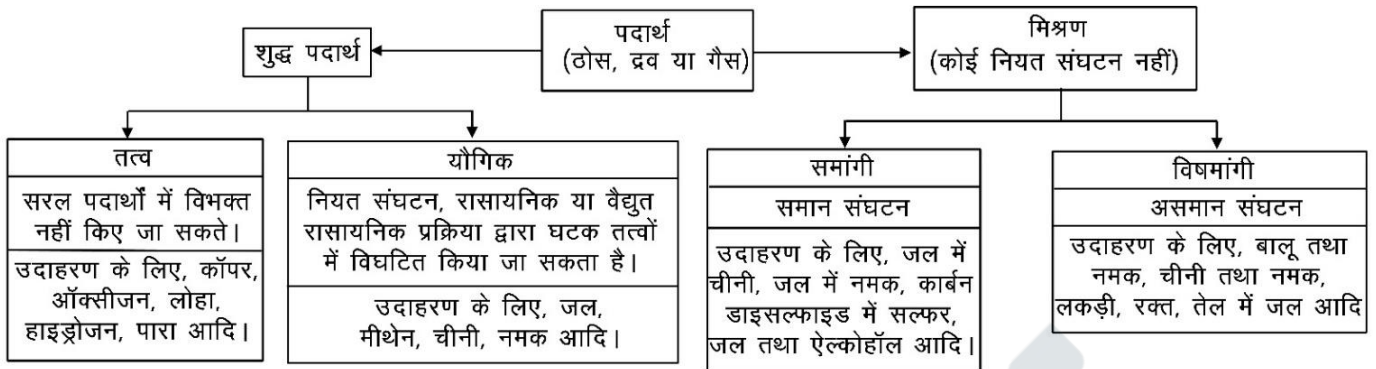 पदार्थ
(ठोस, द्रव या गैस)
शुद्ध पदार्थ
मिश्रण
(कोई नियत संघटन नहीं)
तत्व
सरल पदार्थों में विभक्त
नहीं किए जा सकते।
उदाहरण के लिए, कॉपर,
ऑक्सीजन, लोहा,
हाइड्रोजन, पारा आदि।
यौगिक
नियत संघटन, रासायनिक या वैद्युत
रासायनिक प्रक्रिया द्वारा घटक तत्वों
में विघटित किया जा सकता है।
उदाहरण के लिए, जल,
मीथेन, चीनी, नमक आदि।
समांगी
समान संघटन
उदाहरण के लिए, जल में
चीनी, जल में नमक, कार्बन
डाइसल्फाइड में सल्फर,
जल तथा ऐल्कोहॉल आदि।
विषमांगी
असमान संघटन
उदाहरण के लिए, बालू तथा
नमक, चीनी तथा नमक,
लकड़ी, रक्त, तेल में जल आदि